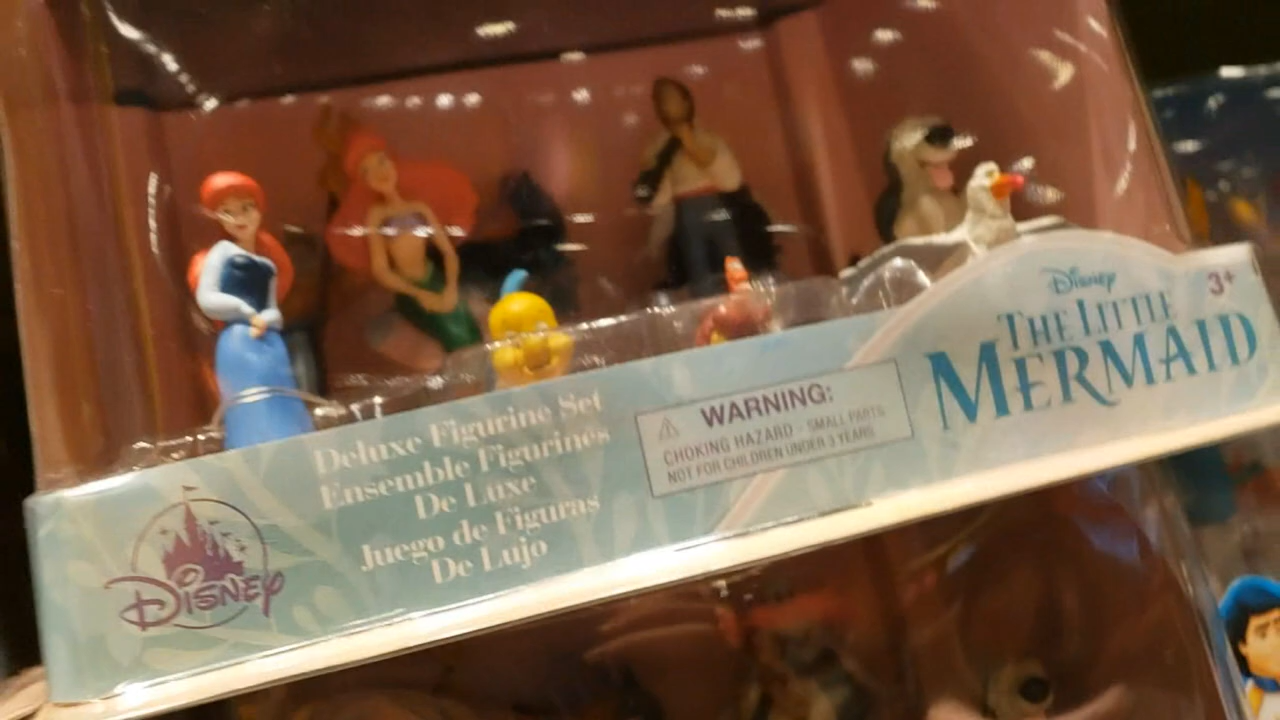 Disney
THE LITTLE
MERMAID
3+
WARNING:
CHOKING HAZARD - SMALL PARTS
NOT FOR CHILDREN UNDER 3 YEARS
Deluxe Figurine Set
Ensemble Figurines
De Luxe
Juego de Figuras
De Lujo
Disney